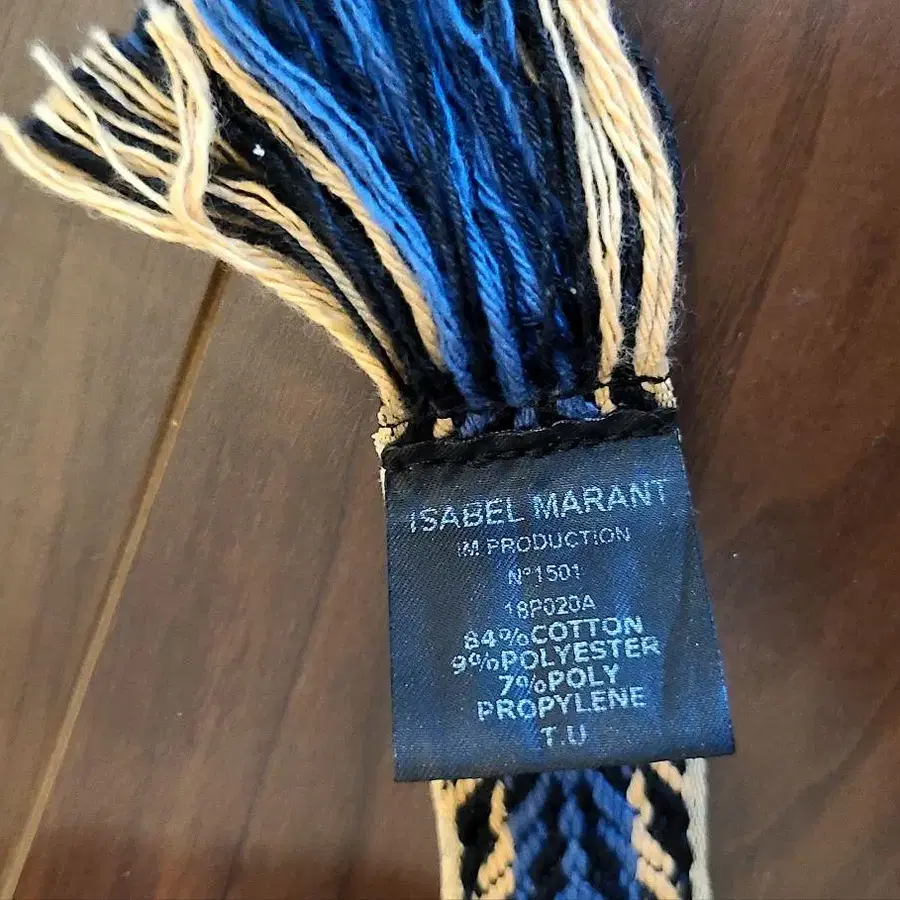 ISABEL MARANT
IM PRODUCTION
N°1501
18P020A
84%COTTON
9%POLYESTER
7%POLY
PROPYLENE
T.U